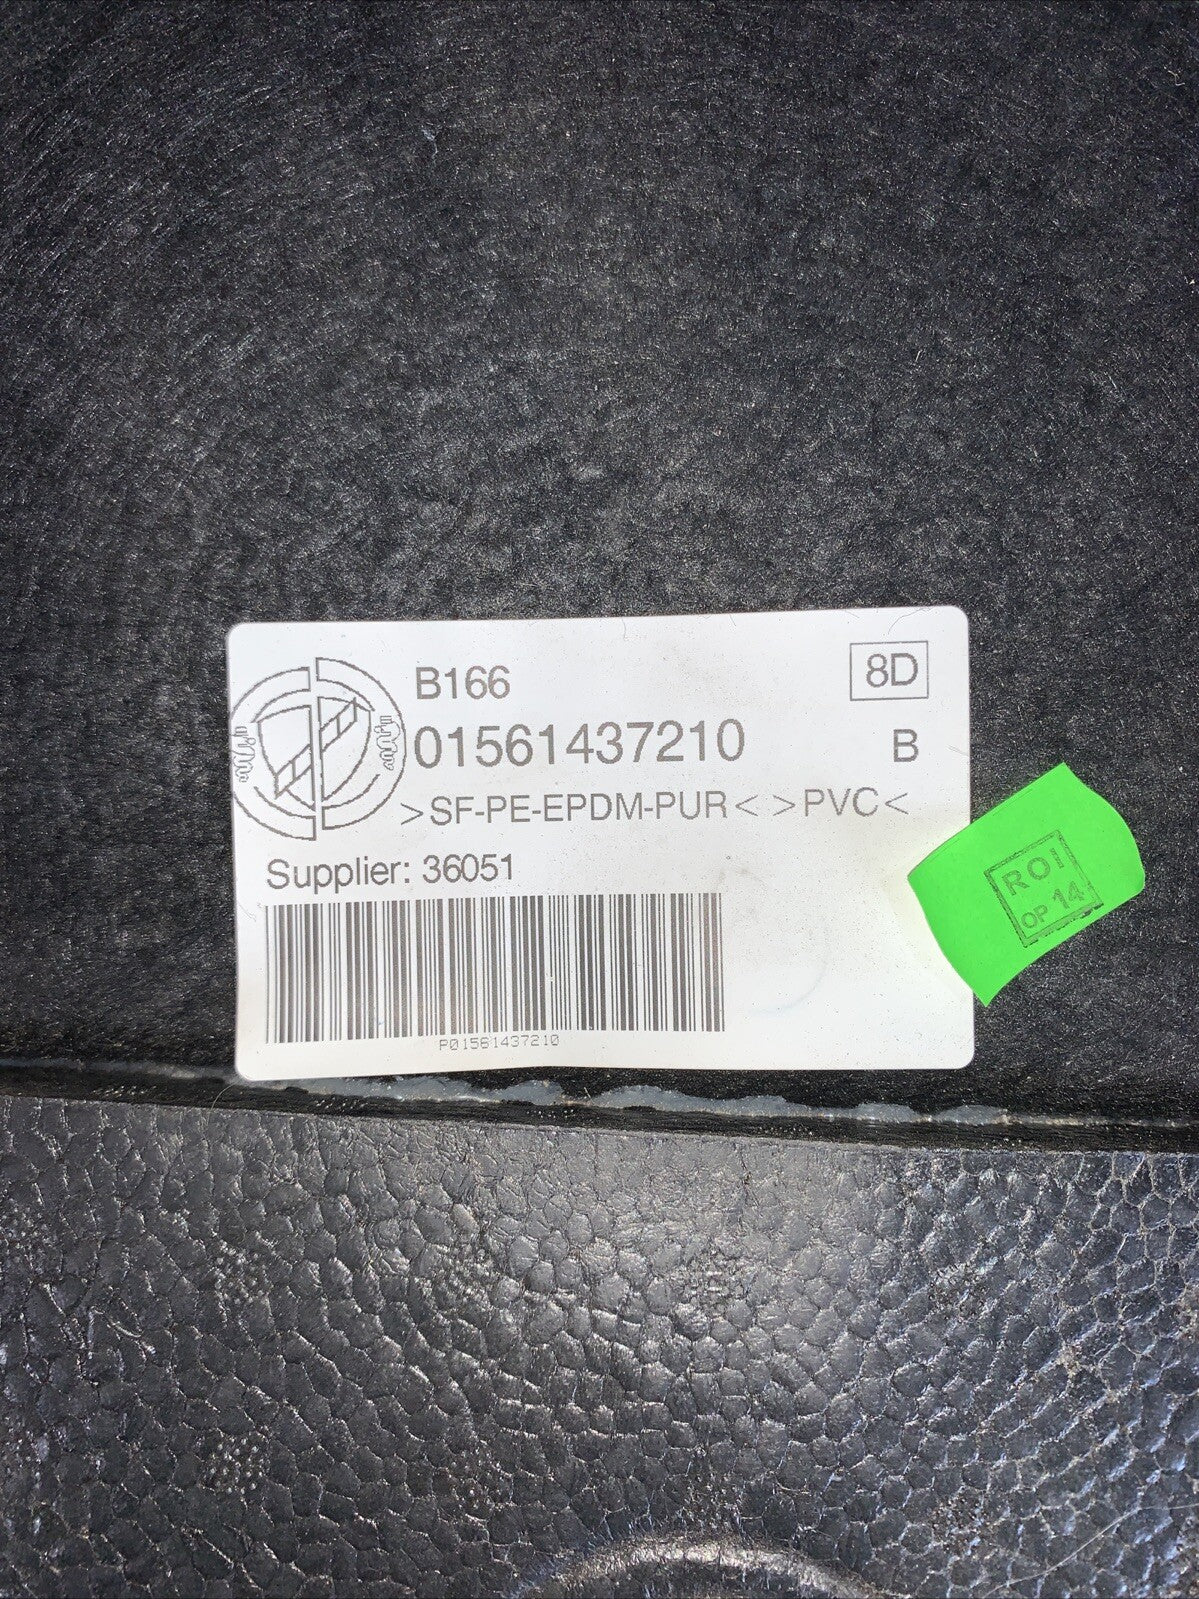 B166
8D
01561437210
B
>SF-PE-EPDM-PUR<>PVC<
Supplier: 36051
P01561437210
ROI
OP 14